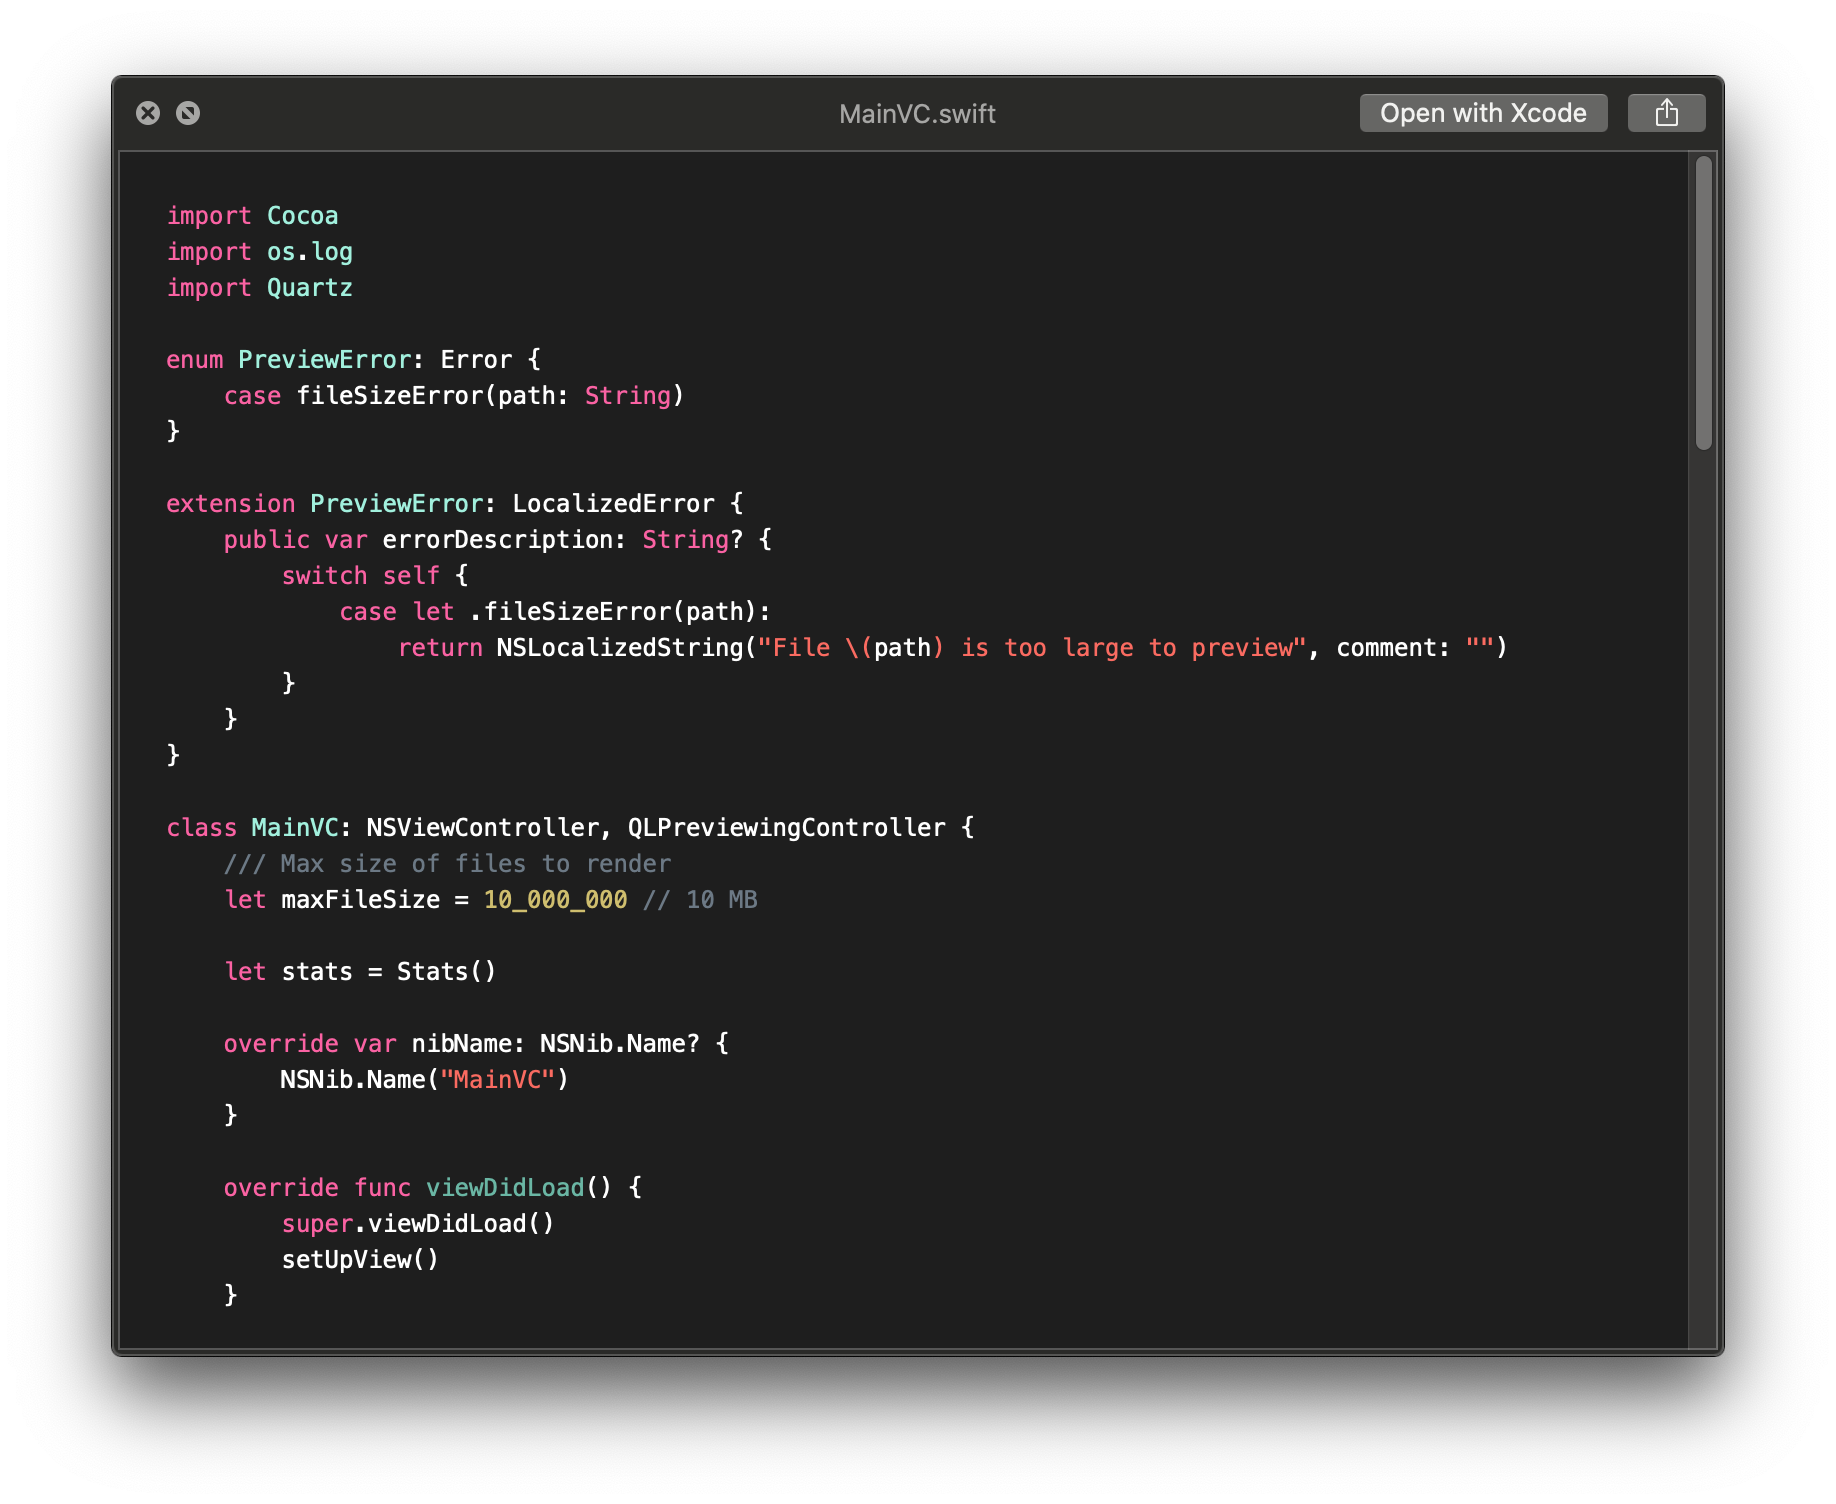 MainVC.swift
Open with Xcode
import Cocoa
import os.log
import Quartz
enum PreviewError: Error {
    case fileSizeError(path: String)
}
extension PreviewError: LocalizedError {
    public var errorDescription: String? {
        switch self {
            case let .fileSizeError(path):
                return NSLocalizedString("File \(path) is too large to preview", comment: "")
        }
    }
}
class MainVC: NSViewController, QLPreviewingController {
    /// Max size of files to render
    let maxFileSize = 10_000_000 // 10 MB
    let stats = Stats()
    override var nibName: NSNib.Name? {
        NSNib.Name("MainVC")
    }
    override func viewDidLoad() {
        super.viewDidLoad()
        setUpView()
    }